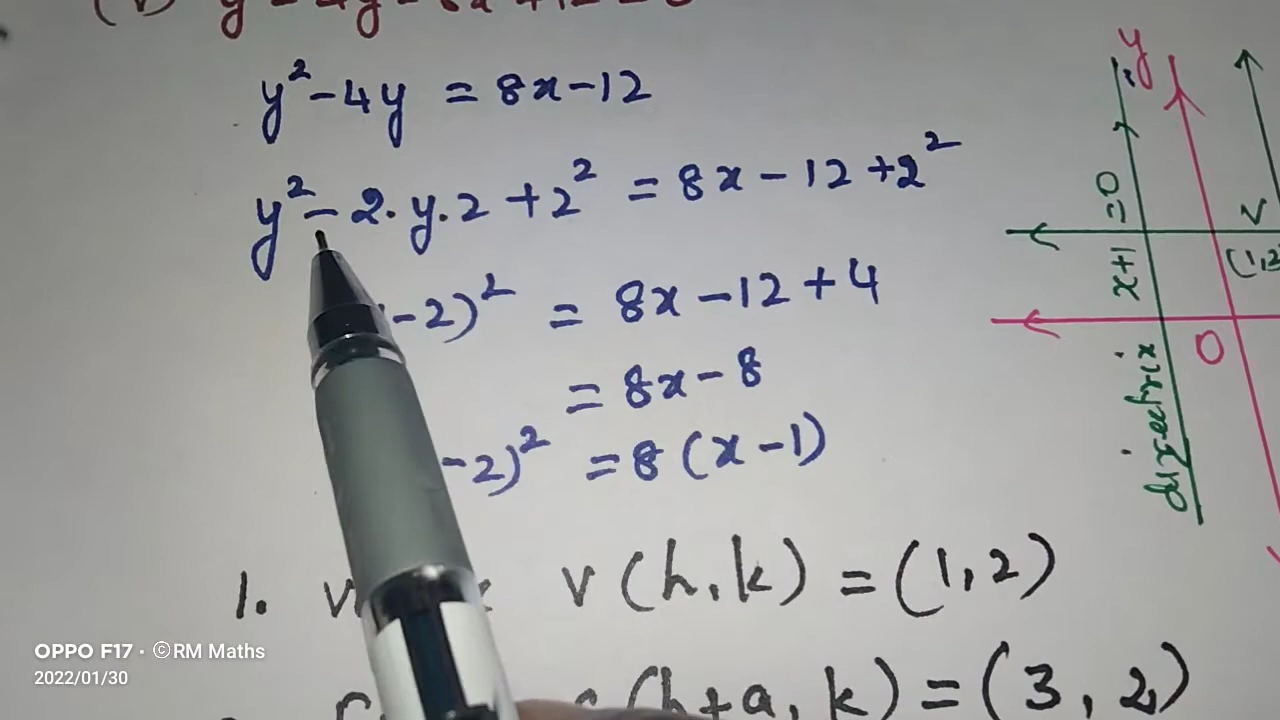 y² - 4y = 8x - 12
y² - 2. y. 2 + 2² = 8x - 12 + 2²
-2)² = 8x - 12 + 4
= 8x - 8
-2)² = 8 (x - 1)
1. V(h, k) = (1, 2)
(h+a, k) = (3, 2)
y
x+1 = 0
V
(1,2
O
directrix
OPPO F17 · ©RM Maths
2022/01/30